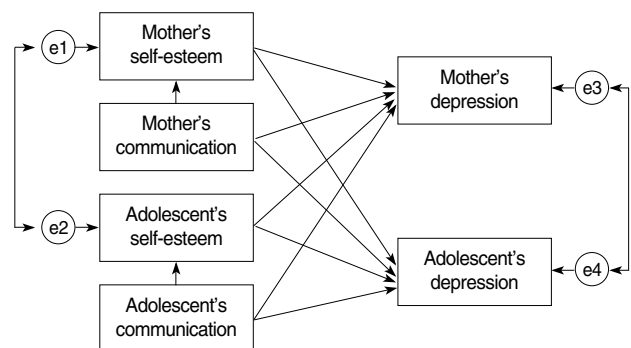 e1
Mother's
self-esteem
Mother's
communication
e2
Adolescent's
self-esteem
Adolescent's
communication
Mother's
depression
e3
Adolescent's
depression
e4